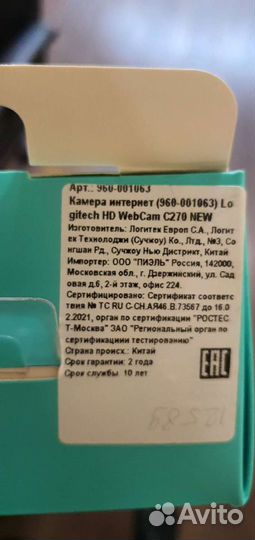 Арт.: 960-001063
Камера интернет (960-001063) Lo
gitech HD WebCam C270 NEW
Изготовитель: Логитек Европ С.А., Логи
тек Технолоджи (Сучжоу) Ко., Лтд., №3, Со
нгшан Рд., Сучжоу Нью Дистрикт, Китай
Импортер: ООО "ПИЭЛЬ" Россия, 142000,
Московская обл., г. Дзержинский, ул. Сад
овая д.6, 2-й этаж, офис 224.
Сертифицировано: Сертификат соответс
твия № ТС RU С-CH.АЯ46.В.73567 до 16.0
2.2021, орган по сертификации "РОСТЕС
Т-Москва" ЗАО "Региональный орган по
сертификации и тестированию"
Страна происх.: Китай
Срок гарантии: 2 года
Срок службы: 10 лет
EAC
Avito